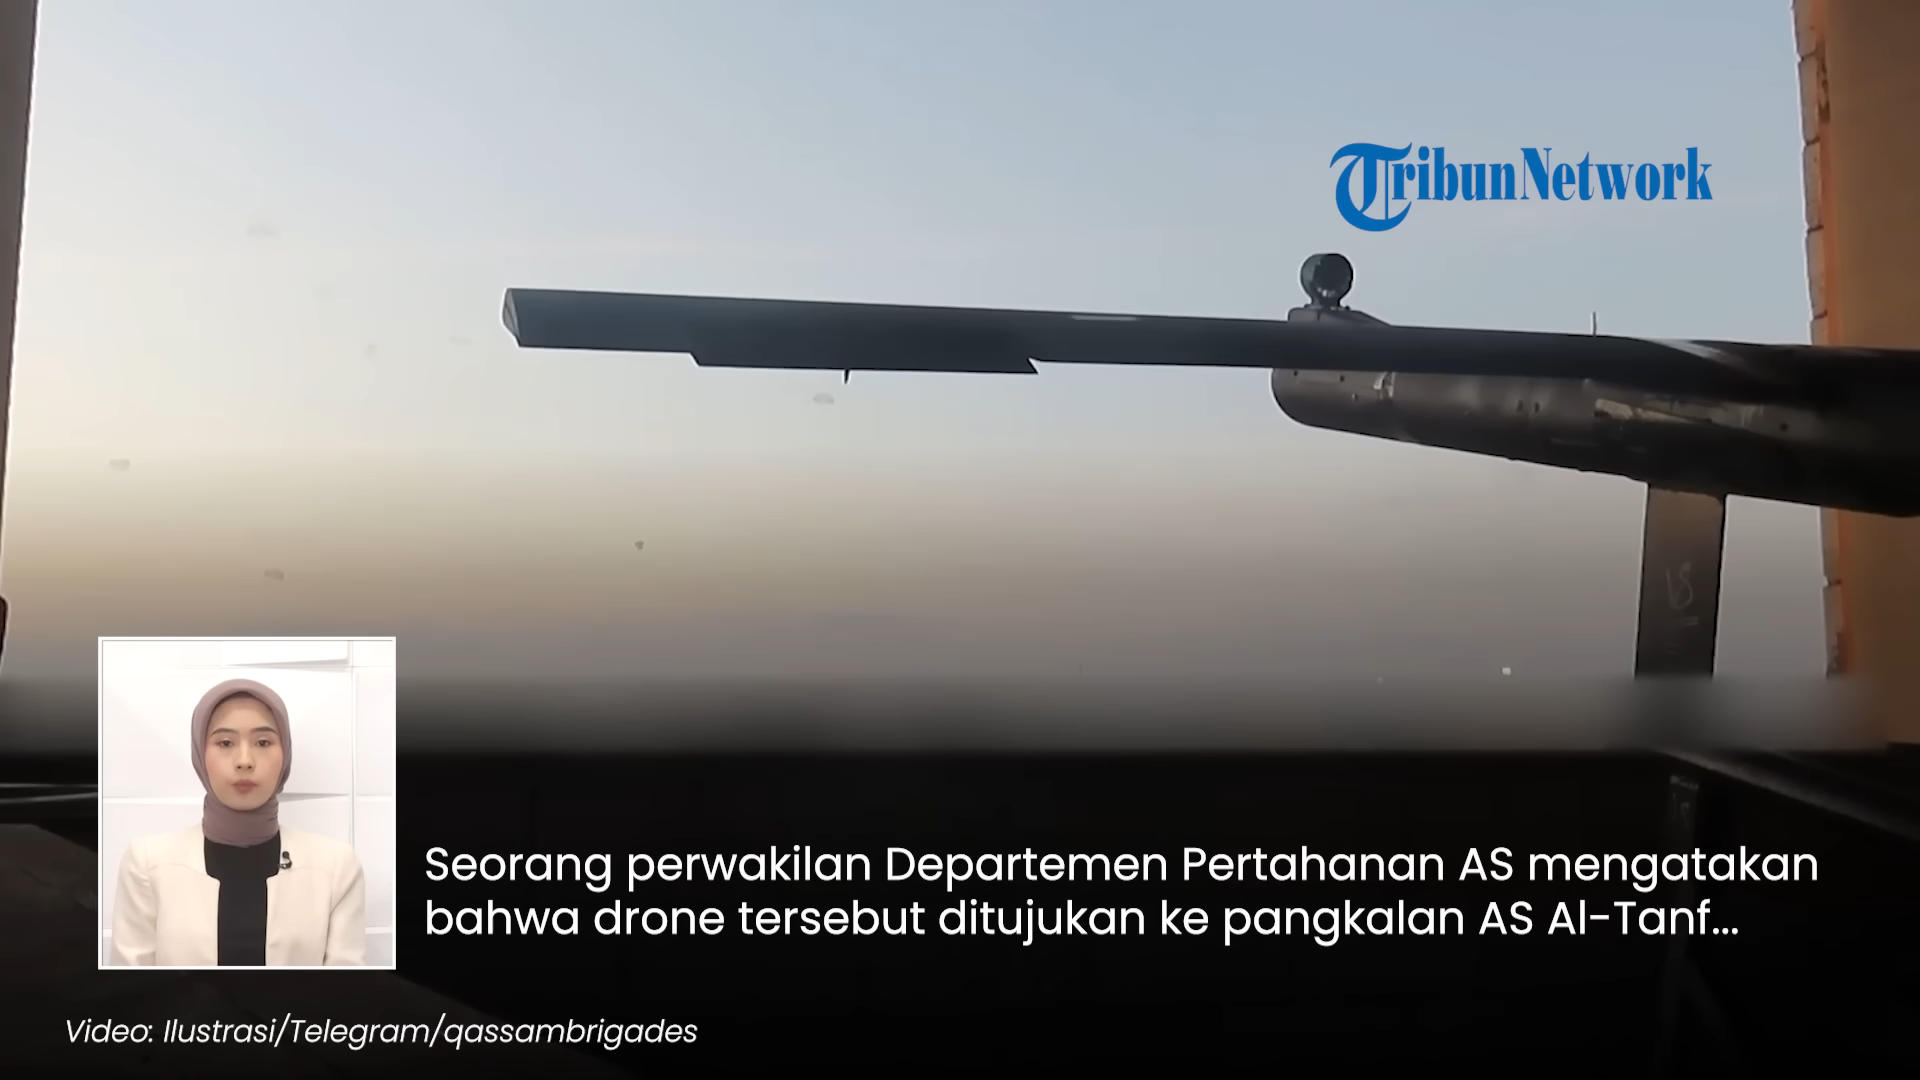 TribunNetwork
Seorang perwakilan Departemen Pertahanan AS mengatakan
bahwa drone tersebut ditujukan ke pangkalan AS Al-Tanf...
Video: Ilustrasi/Telegram/qassambrigades